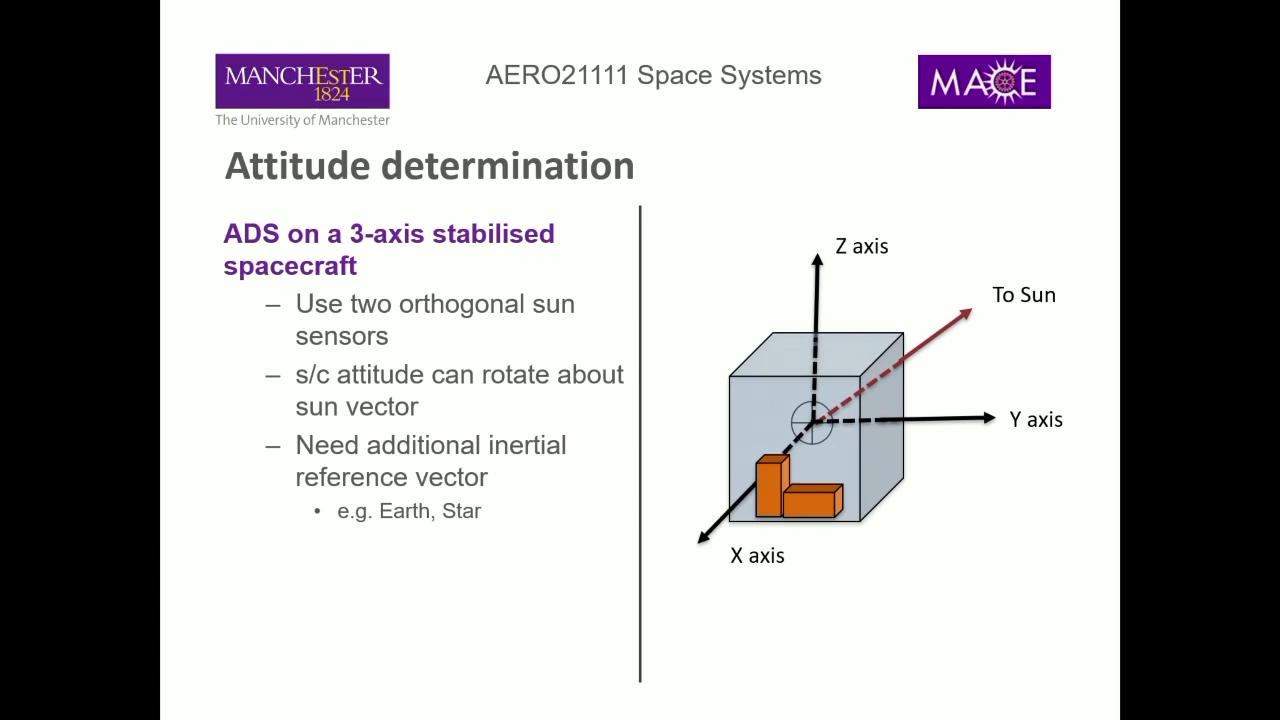 MANCHESTER
1824
The University of Manchester
AERO21111 Space Systems
MACE
Attitude determination
ADS on a 3-axis stabilised
spacecraft
– Use two orthogonal sun
sensors
– s/c attitude can rotate about
sun vector
– Need additional inertial
reference vector
• e.g. Earth, Star
Z axis
To Sun
Y axis
X axis